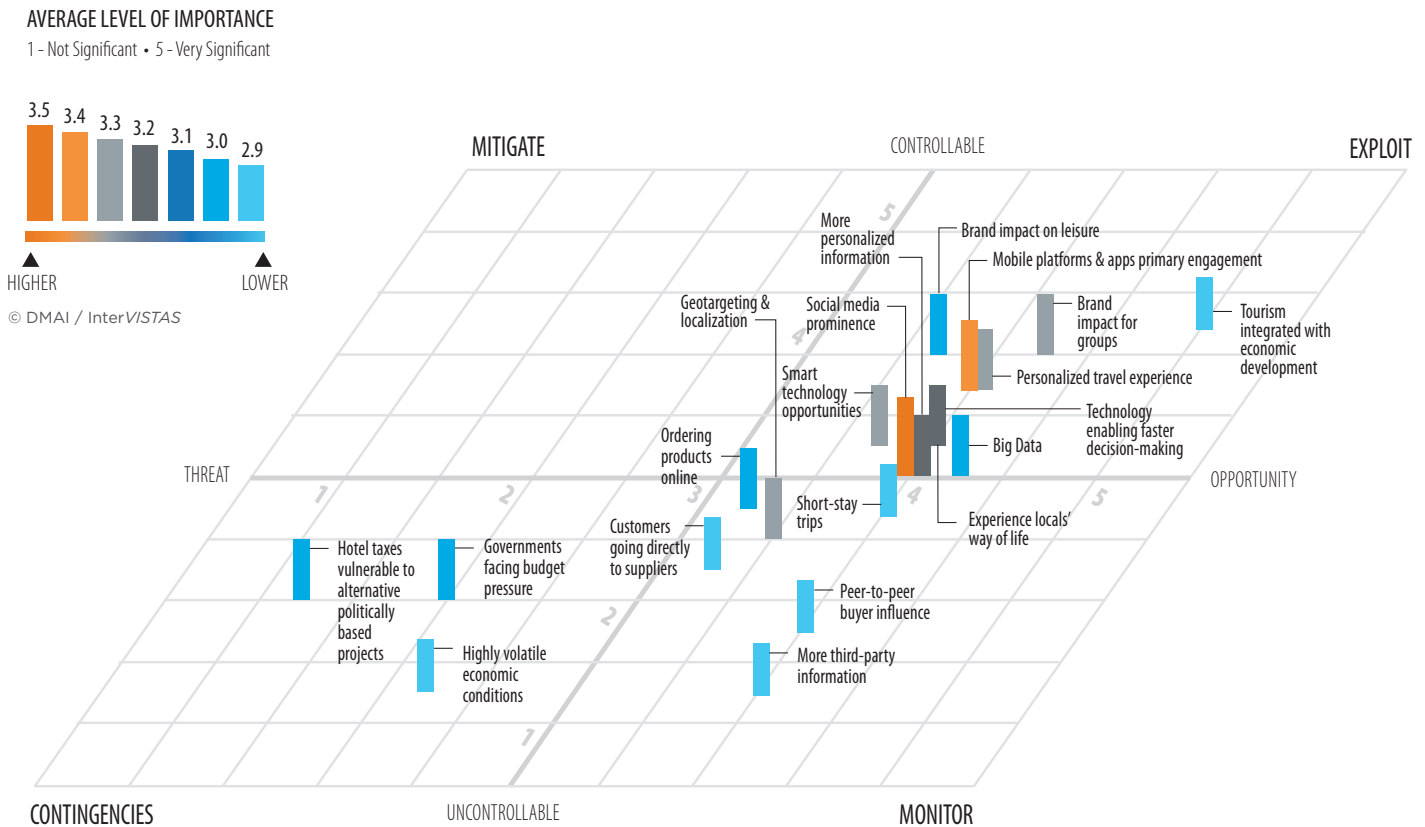 AVERAGE LEVEL OF IMPORTANCE
1 - Not Significant • 5 - Very Significant
3.5
3.4
3.3
3.2
3.1
3.0
2.9
HIGHER
LOWER
© DMAI / InterVISTAS
MITIGATE
CONTROLLABLE
EXPLOIT
5
4
More
personalized
information
Brand impact on leisure
Mobile platforms & apps primary engagement
Geotargeting &
localization
Social media
prominence
Brand
impact for
groups
Tourism
integrated with
economic
development
Smart
technology
opportunities
Personalized travel experience
Technology
enabling faster
decision-making
Big Data
Ordering
products
online
THREAT
OPPORTUNITY
1
2
3
4
5
Short-stay
trips
Experience locals'
way of life
Customers
going directly
to suppliers
Hotel taxes
vulnerable to
alternative
politically
based
projects
Governments
facing budget
pressure
Peer-to-peer
buyer influence
2
Highly volatile
economic
conditions
More third-party
information
1
CONTINGENCIES
UNCONTROLLABLE
MONITOR